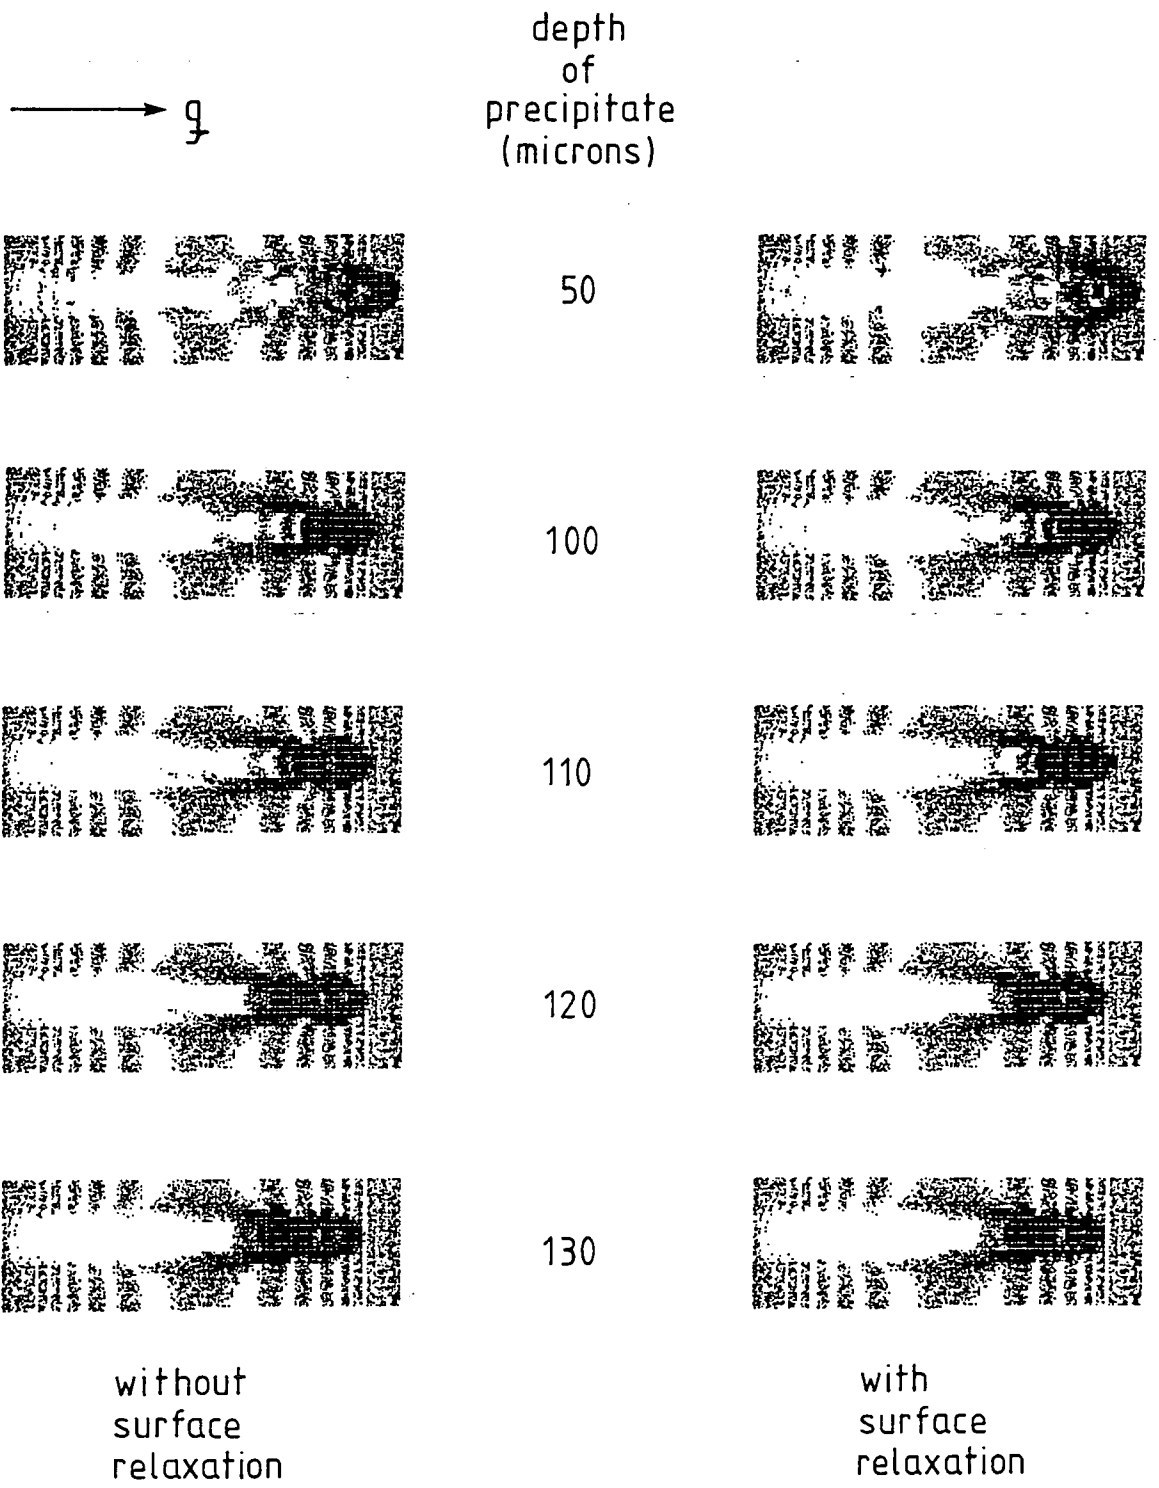 depth
of
precipitate
(microns)
g
50
100
110
120
130
without
surface
relaxation
with
surface
relaxation